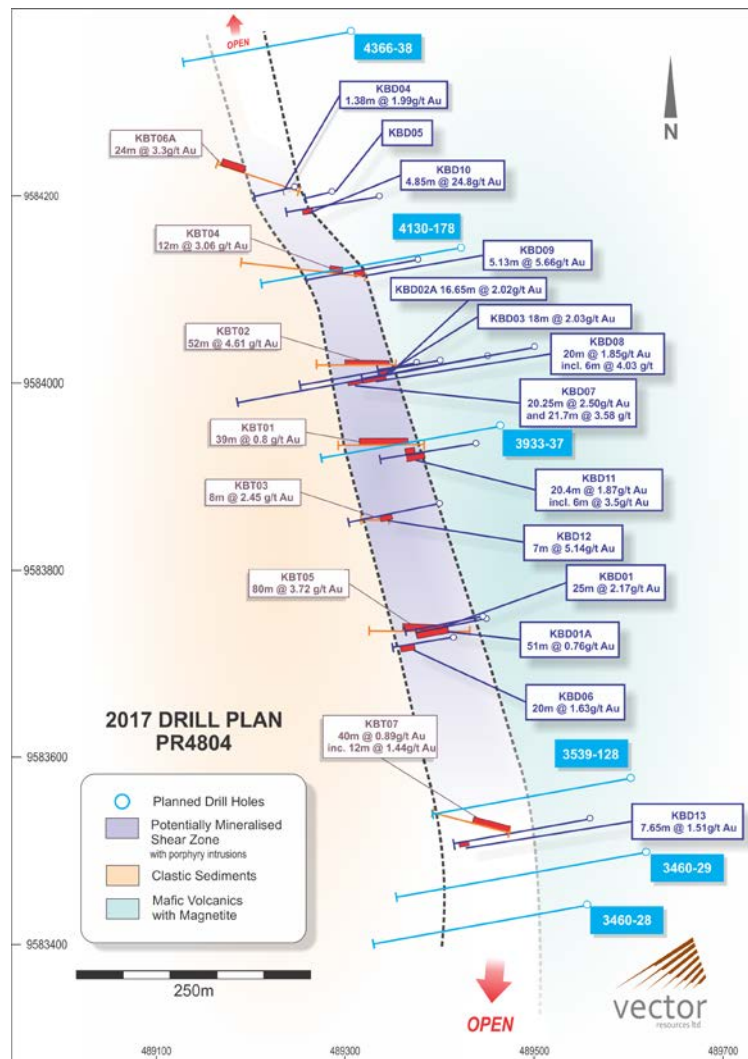 OPEN
4366-38
KBD04
1.38m @ 1.99g/t Au
KBT06A
24m @ 3.3g/t Au
KBD05
KBD10
4.85m @ 24.8g/t Au
N
9584200
KBT04
12m @ 3.06 g/t Au
4130-178
KBD09
5.13m @ 5.66g/t Au
KBD02A 16.65m @ 2.02g/t Au
KBD03 18m @ 2.03g/t Au
KBT02
52m @ 4.61 g/t Au
KBD08
20m @ 1.85g/t Au
incl. 6m @ 4.03 g/t
9584000
KBD07
20.25m @ 2.50g/t Au
and 21.7m @ 3.58 g/t
KBT01
39m @ 0.8 g/t Au
3933-37
KBD11
20.4m @ 1.87g/t Au
incl. 6m @ 3.5g/t Au
KBT03
8m @ 2.45 g/t Au
KBD12
7m @ 5.14g/t Au
9583800
KBT05
80m @ 3.72 g/t Au
KBD01
25m @ 2.17g/t Au
KBD01A
51m @ 0.76g/t Au
KBD06
20m @ 1.63g/t Au
2017 DRILL PLAN
PR4804
KBT07
40m @ 0.89g/t Au
inc. 12m @ 1.44g/t Au
9583600
3539-128
Planned Drill Holes
Potentially Mineralised
Shear Zone
with porphyry intrusions
Clastic Sediments
Mafic Volcanics
with Magnetite
KBD13
7.65m @ 1.51g/t Au
3460-29
3460-28
9583400
250m
OPEN
vector
resources ltd
489100
489300
489500
489700